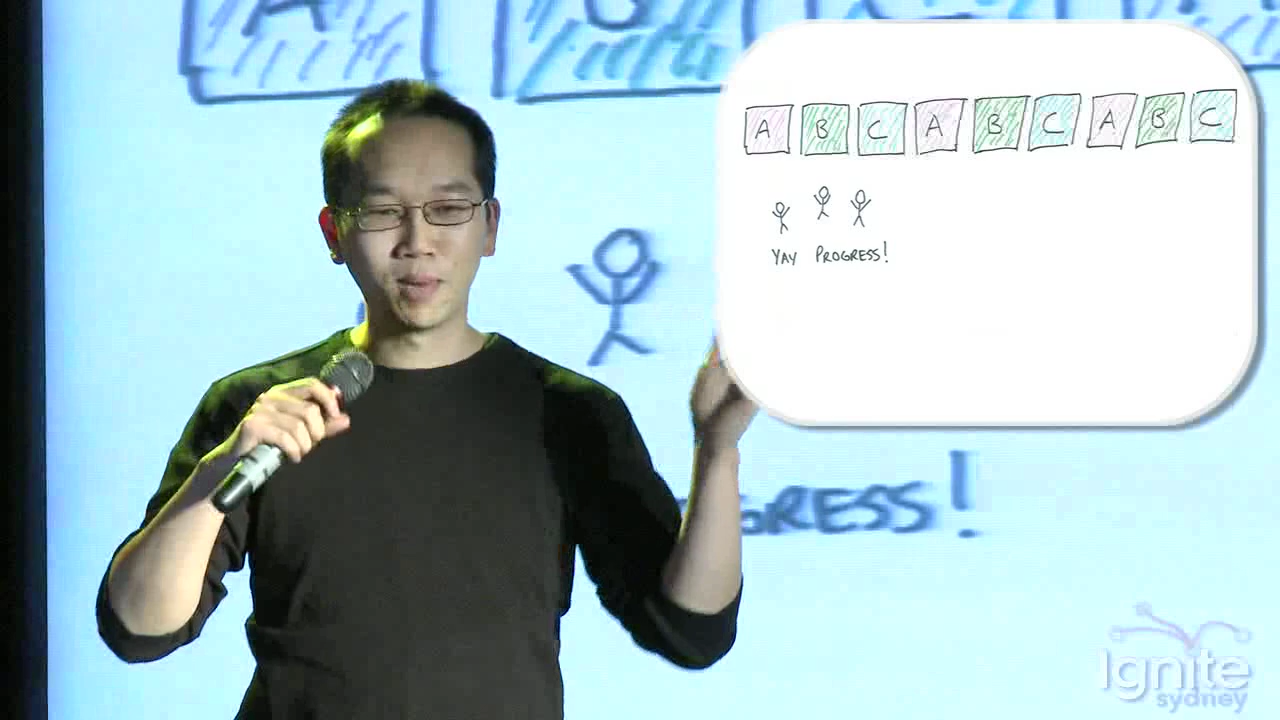 A B
A B C A B C A B C
YAY PROGRESS!
GRESS!
Ignite
sydney